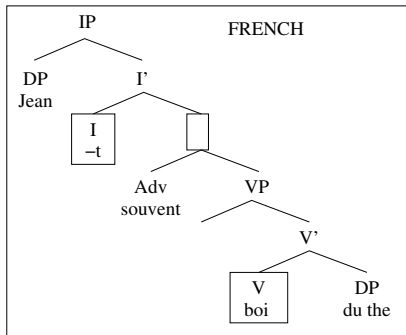 IP
FRENCH
DP
Jean
I'
I
–t
Adv
souvent
VP
V'
V
boi
DP
du the